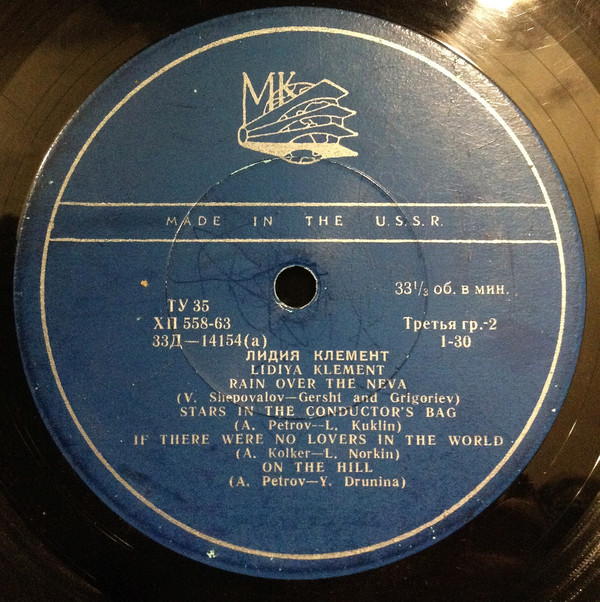 МК
MADE IN THE U.S.S.R.
33⅓ об. в мин.
ТУ 35
ХП 558-63
Третья гр.-2
33Д—14154(а)
1-30
ЛИДИЯ КЛЕМЕНТ
LIDIYA KLEMENT
RAIN OVER THE NEVA
(V. Shepovalov—Gersht and Grigoriev)
STARS IN THE CONDUCTOR'S BAG
(A. Petrov—L. Kuklin)
IF THERE WERE NO LOVERS IN THE WORLD
(A. Kolker—L. Norkin)
ON THE HILL
(A. Petrov—Y. Drunina)